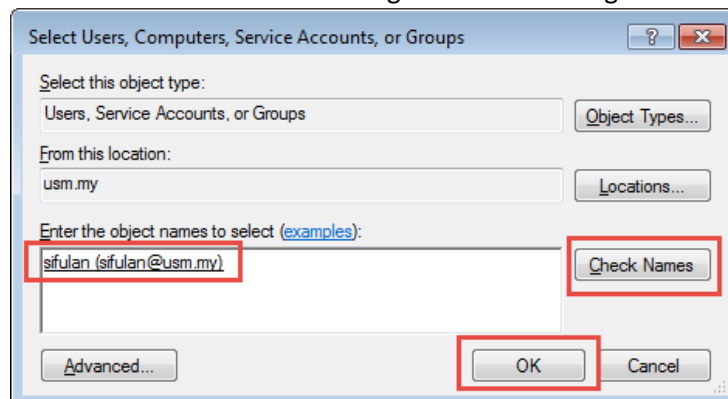 Select Users, Computers, Service Accounts, or Groups
Select this object type:
Users, Service Accounts, or Groups
Object Types...
From this location:
usm.my
Locations...
Enter the object names to select (examples):
sifulan (sifulan@usm.my)
Check Names
Advanced...
OK
Cancel